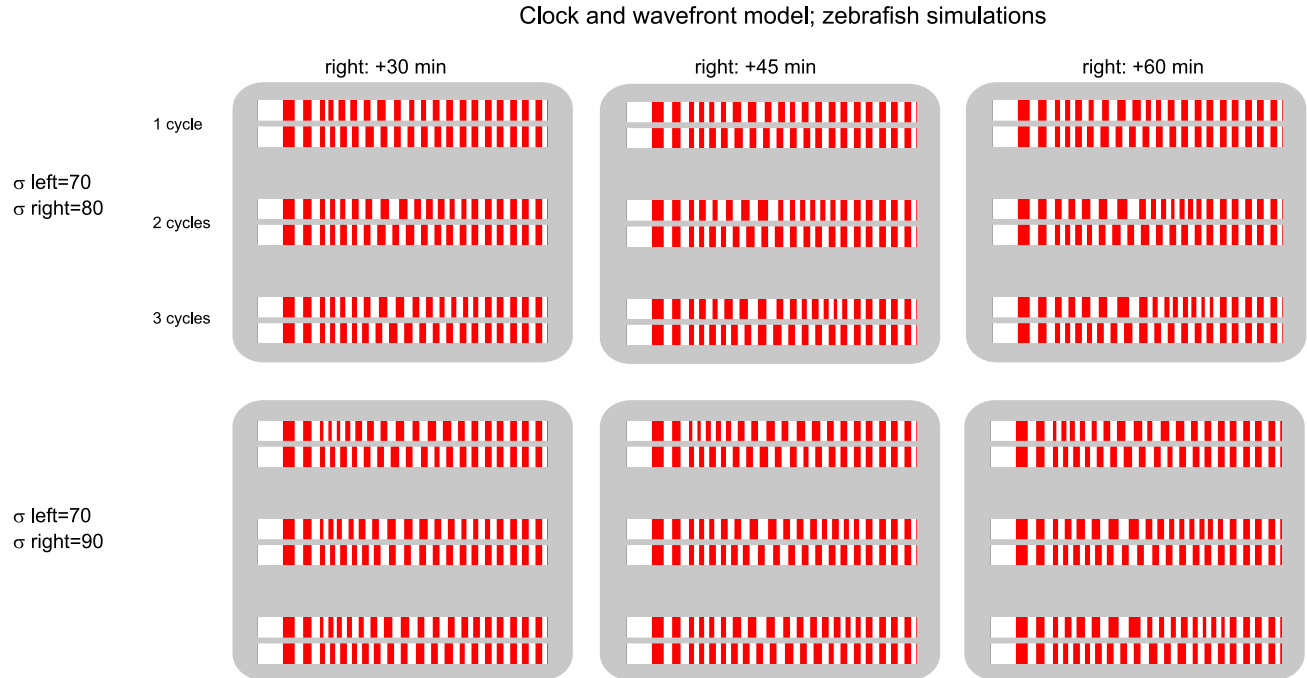 Clock and wavefront model; zebrafish simulations
right: +30 min
right: +45 min
right: +60 min
1 cycle
σ left=70
σ right=80
2 cycles
3 cycles
σ left=70
σ right=90